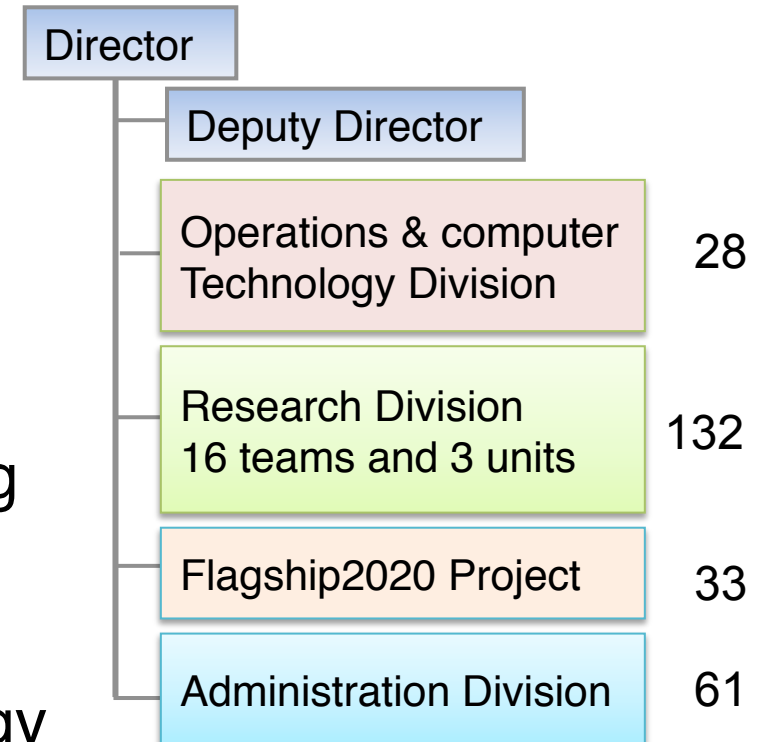 Director
Deputy Director
Operations & computer
Technology Division
28
Research Division
16 teams and 3 units
132
Flagship2020 Project
33
Administration Division
61